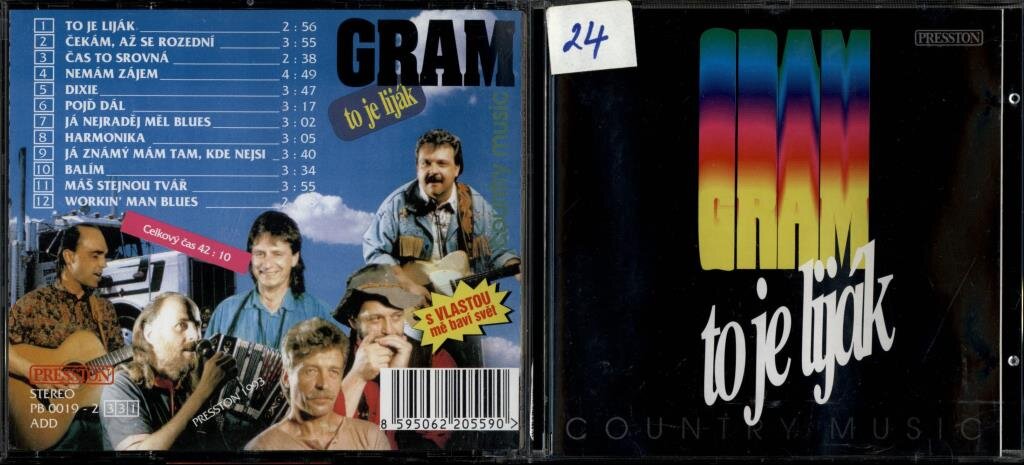 1 TO JE LIJÁK 2 : 56
2 ČEKÁM, AŽ SE ROZEDNÍ 3 : 55
3 ČAS TO SROVNÁ 2 : 38
4 NEMÁM ZÁJEM 4 : 49
5 DIXIE 3 : 47
6 POJĎ DÁL 3 : 17
7 JÁ NEJRADĚJ MĚL BLUES 3 : 02
8 HARMONIKA 3 : 05
9 JÁ ZNÁMÝ MÁM TAM, KDE NEJSI 3 : 40
10 BALÍM 3 : 34
11 MÁŠ STEJNOU TVÁŘ 3 : 55
12 WORKIN' MAN BLUES
Celkový čas 42 : 10
GRAM
to je liják
country music
S VLASTOU
mě baví svět
PRESSTON
STEREO
PB 0019 - 2 331
ADD
PRESSTON 1993
8 595062 205590 >
24
PRESSTON
GRAM
GRAM
to je liják
COUNTRY MUSIC